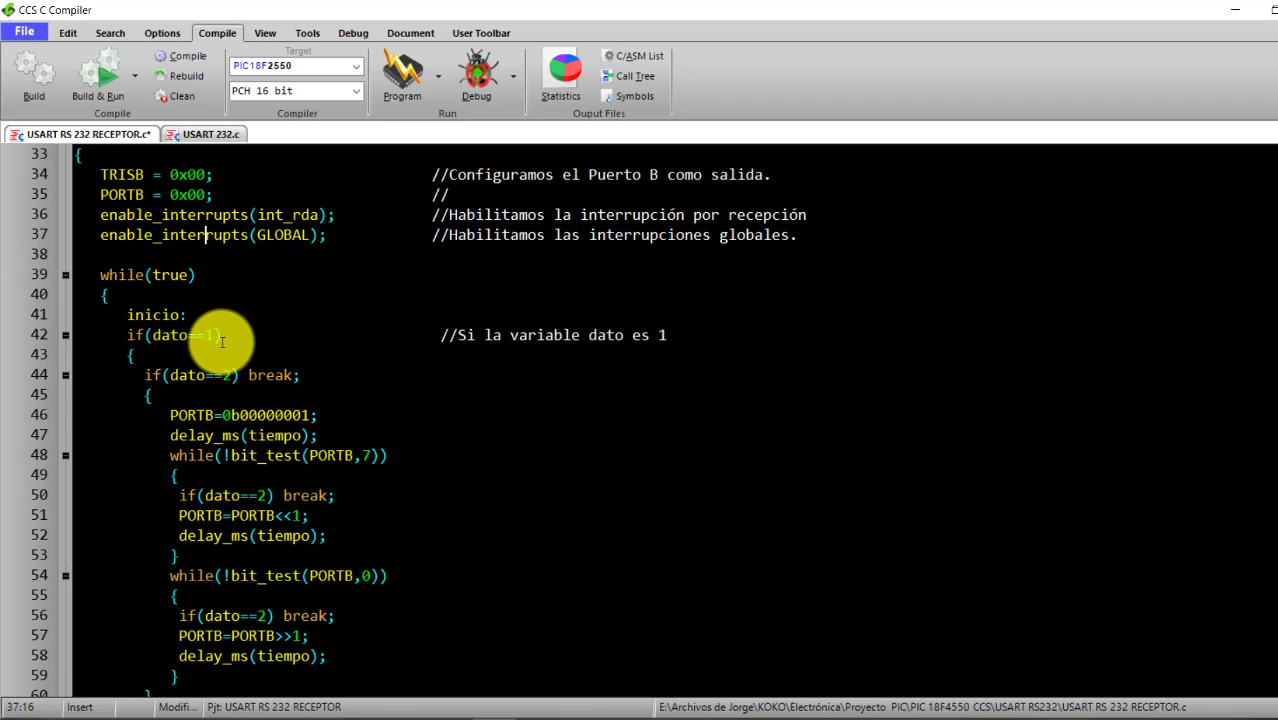 CCS C Compiler
File Edit Search Options Compile View Tools Debug Document User Toolbar
Target
Compile
Rebuild
Clean
PIC18F2550
PCH 16 bit
C/ASM List
Call Tree
Symbols
Build Build & Run Program Debug Statistics
Compile Compiler Run Ouput Files
USART RS 232 RECEPTOR.c* USART 232.c
33 {
34 TRISB = 0x00; //Configuramos el Puerto B como salida.
35 PORTB = 0x00; //
36 enable_interrupts(int_rda); //Habilitamos la interrupción por recepción
37 enable_interrupts(GLOBAL); //Habilitamos las interrupciones globales.
38
39 while(true)
40 {
41 inicio:
42 if(dato==1) //Si la variable dato es 1
43 {
44 if(dato==2) break;
45 {
46 PORTB=0b00000001;
47 delay_ms(tiempo);
48 while(!bit_test(PORTB,7))
49 {
50 if(dato==2) break;
51 PORTB=PORTB<<1;
52 delay_ms(tiempo);
53 }
54 while(!bit_test(PORTB,0))
55 {
56 if(dato==2) break;
57 PORTB=PORTB>>1;
58 delay_ms(tiempo);
59 }
60 }
37:16 Insert Modifi... Pjt: USART RS 232 RECEPTOR E:\Archivos de Jorge\KOKO\Electrónica\Proyecto PIC\PIC 18F4550 CCS\USART RS232\USART RS 232 RECEPTOR.c